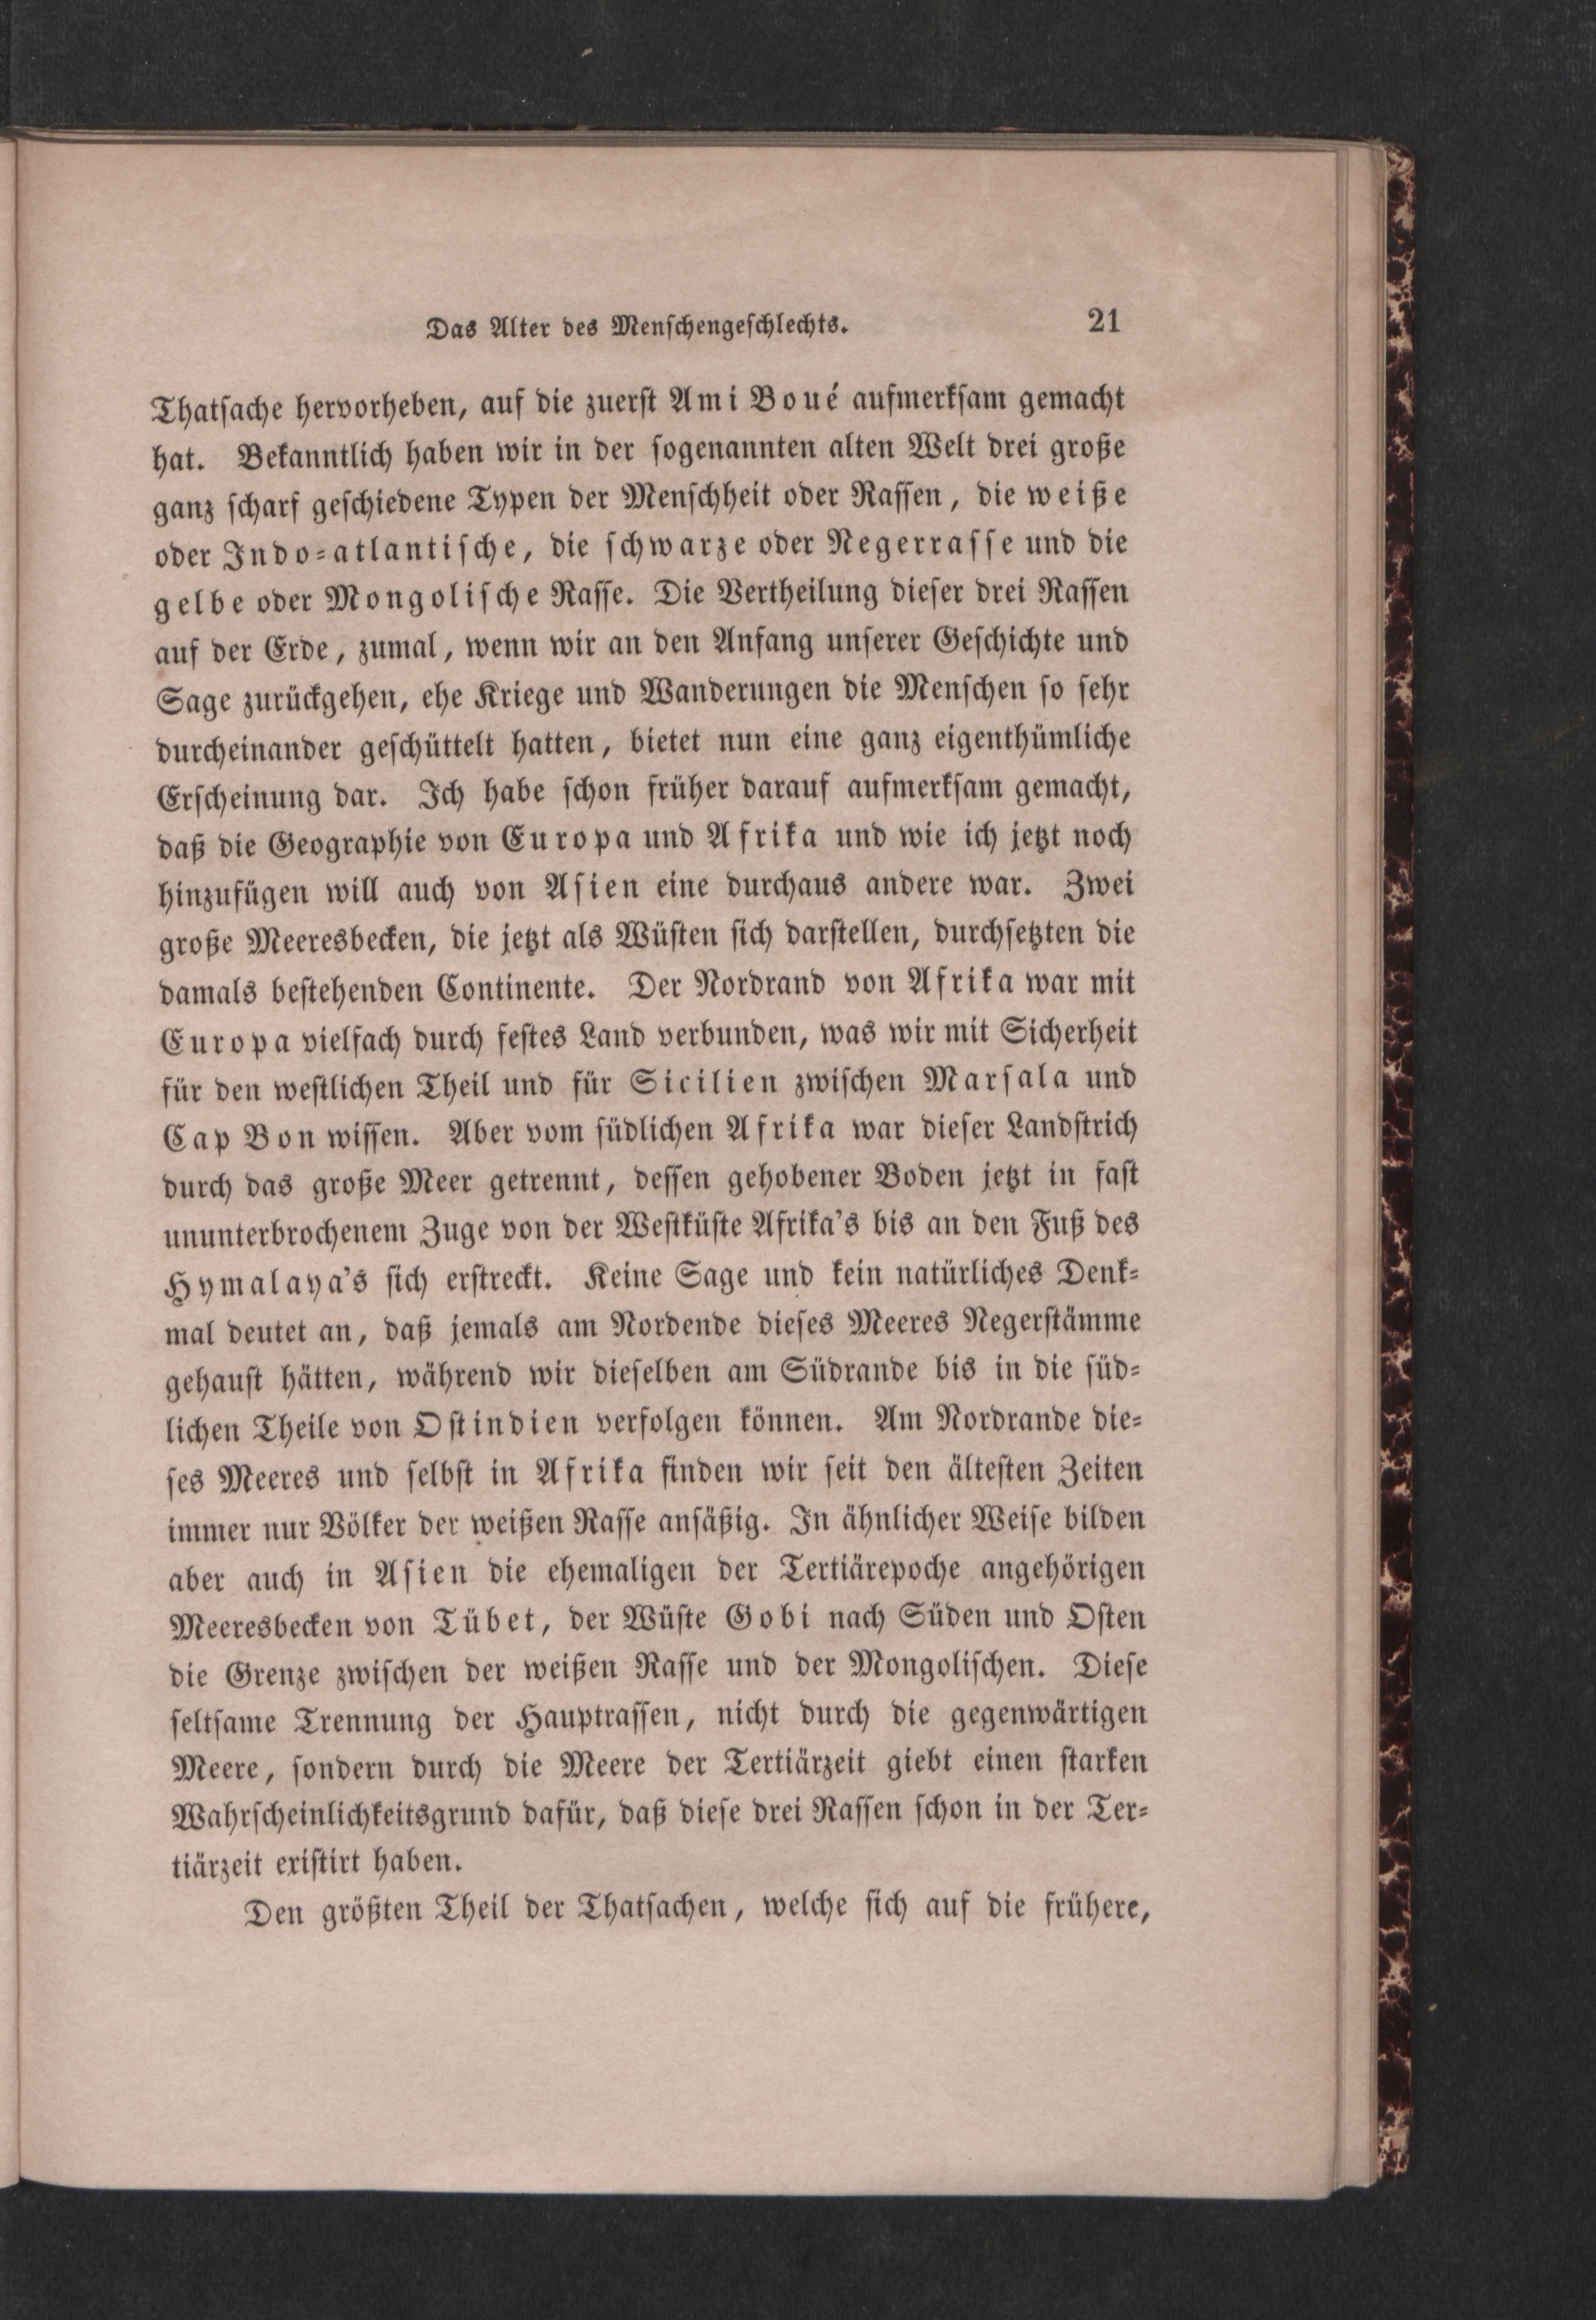 Das Alter des Menschengeschlechts. 21
Thatsache hervorheben, auf die zuerst Ami Boué aufmerksam gemacht
hat. Bekanntlich haben wir in der sogenannten alten Welt drei große
ganz scharf geschiedene Typen der Menschheit oder Rassen, die weiße
oder Indo-atlantische, die schwarze oder Negerrasse und die
gelbe oder Mongolische Rasse. Die Vertheilung dieser drei Rassen
auf der Erde, zumal, wenn wir an den Anfang unserer Geschichte und
Sage zurückgehen, ehe Kriege und Wanderungen die Menschen so sehr
durcheinander geschüttelt hatten, bietet nun eine ganz eigenthümliche
Erscheinung dar. Ich habe schon früher darauf aufmerksam gemacht,
daß die Geographie von Europa und Afrika und wie ich jetzt noch
hinzufügen will auch von Asien eine durchaus andere war. Zwei
große Meeresbecken, die jetzt als Wüsten sich darstellen, durchsetzten die
damals bestehenden Continente. Der Nordrand von Afrika war mit
Europa vielfach durch festes Land verbunden, was wir mit Sicherheit
für den westlichen Theil und für Sicilien zwischen Marsala und
Cap Bon wissen. Aber vom südlichen Afrika war dieser Landstrich
durch das große Meer getrennt, dessen gehobener Boden jetzt in fast
ununterbrochenem Zuge von der Westküste Afrika's bis an den Fuß des
Hymalaya's sich erstreckt. Keine Sage und kein natürliches Denk-
mal deutet an, daß jemals am Nordende dieses Meeres Negerstämme
gehaust hätten, während wir dieselben am Südrande bis in die süd-
lichen Theile von Ostindien verfolgen können. Am Nordrande die-
ses Meeres und selbst in Afrika finden wir seit den ältesten Zeiten
immer nur Völker der weißen Rasse ansäßig. In ähnlicher Weise bilden
aber auch in Asien die ehemaligen der Tertiärepoche angehörigen
Meeresbecken von Tübet, der Wüste Gobi nach Süden und Osten
die Grenze zwischen der weißen Rasse und der Mongolischen. Diese
seltsame Trennung der Hauptrassen, nicht durch die gegenwärtigen
Meere, sondern durch die Meere der Tertiärzeit giebt einen starken
Wahrscheinlichkeitsgrund dafür, daß diese drei Rassen schon in der Ter-
tiärzeit existirt haben.
Den größten Theil der Thatsachen, welche sich auf die frühere,